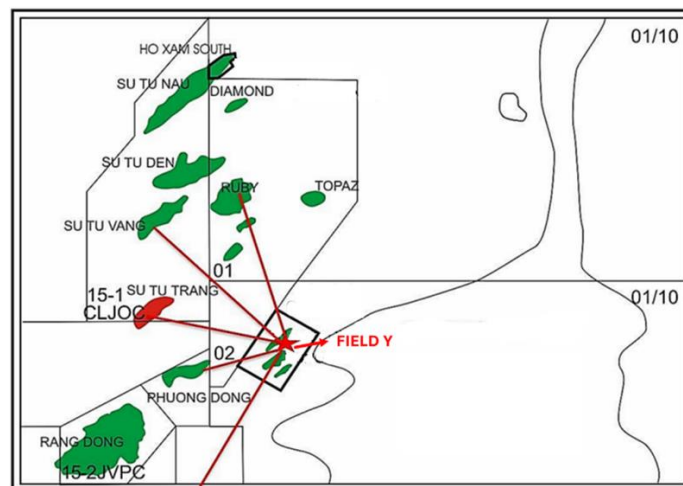 01/10
HO XAM SOUTH
SU TU NAU
DIAMOND
SU TU DEN
RUBY
TOPAZ
SU TU VANG
01
SU TU TRANG
15-1
CLJOC
01/10
FIELD Y
02
PHUONG DONG
RANG DONG
15-2JVPC